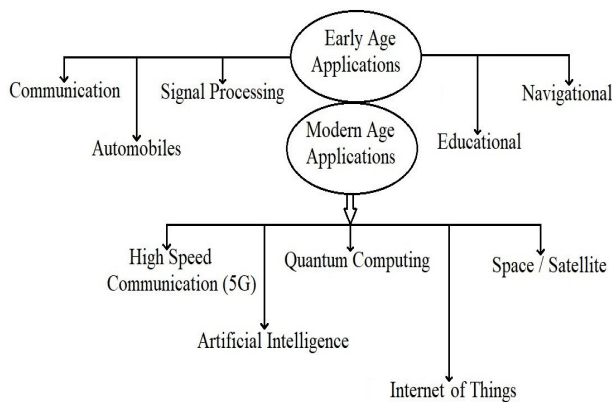 Early Age
Applications
Communication
Signal Processing
Navigational
Automobiles
Educational
Modern Age
Applications
High Speed
Communication (5G)
Quantum Computing
Space / Satellite
Artificial Intelligence
Internet of Things